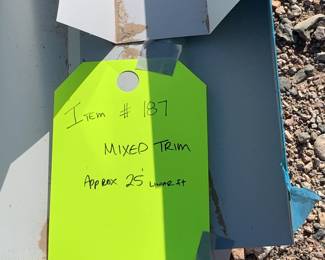 Item # 187
MIXED TRIM
Approx 25' Linear ft